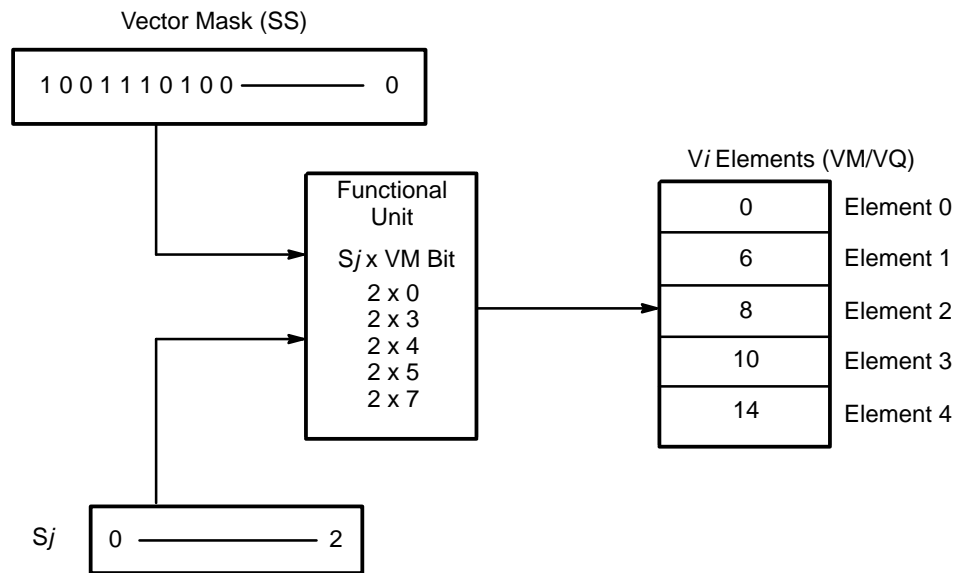 Vector Mask (SS)
1 0 0 1 1 1 0 1 0 0 0
Functional
Unit
Sj x VM Bit
2 x 0
2 x 3
2 x 4
2 x 5
2 x 7
Vi Elements (VM/VQ)
0 Element 0
6 Element 1
8 Element 2
10 Element 3
14 Element 4
Sj 0 2